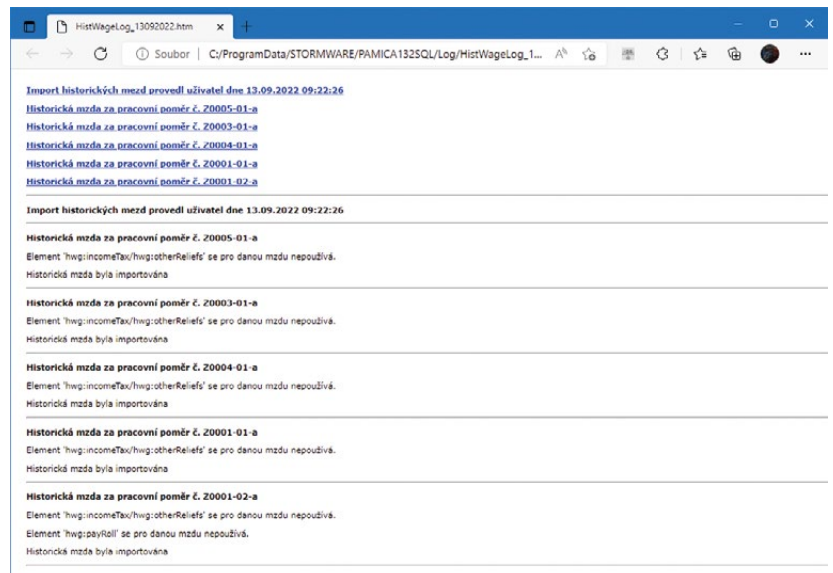 HistWageLog_13092022.htm
Soubor | C:/ProgramData/STORMWARE/PAMICA132SQL/Log/HistWageLog_1...
Import historických mezd provedl uživatel dne 13.09.2022 09:22:26
Historická mzda za pracovní poměr č. Z0005-01-a
Historická mzda za pracovní poměr č. Z0003-01-a
Historická mzda za pracovní poměr č. Z0004-01-a
Historická mzda za pracovní poměr č. Z0001-01-a
Historická mzda za pracovní poměr č. Z0001-02-a
Import historických mezd provedl uživatel dne 13.09.2022 09:22:26
Historická mzda za pracovní poměr č. Z0005-01-a
Element 'hwg:incomeTax/hwg:otherReliefs' se pro danou mzdu nepoužívá.
Historická mzda byla importována
Historická mzda za pracovní poměr č. Z0003-01-a
Element 'hwg:incomeTax/hwg:otherReliefs' se pro danou mzdu nepoužívá.
Historická mzda byla importována
Historická mzda za pracovní poměr č. Z0004-01-a
Element 'hwg:incomeTax/hwg:otherReliefs' se pro danou mzdu nepoužívá.
Historická mzda byla importována
Historická mzda za pracovní poměr č. Z0001-01-a
Element 'hwg:incomeTax/hwg:otherReliefs' se pro danou mzdu nepoužívá.
Historická mzda byla importována
Historická mzda za pracovní poměr č. Z0001-02-a
Element 'hwg:incomeTax/hwg:otherReliefs' se pro danou mzdu nepoužívá.
Element 'hwg:payRoll' se pro danou mzdu nepoužívá.
Historická mzda byla importována